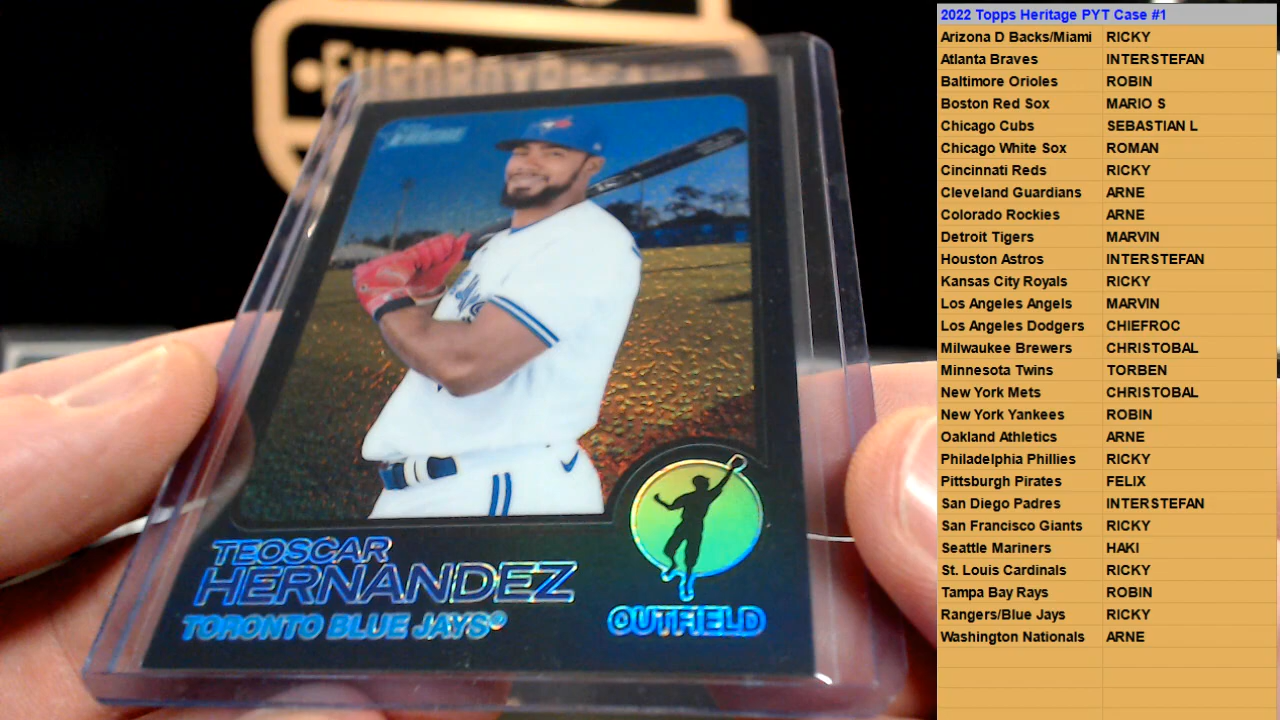 Heritage
TEOSCAR
HERNANDEZ
TORONTO BLUE JAYS®
OUTFIELD
2022 Topps Heritage PYT Case #1
Arizona D Backs/Miami RICKY
Atlanta Braves INTERSTEFAN
Baltimore Orioles ROBIN
Boston Red Sox MARIO S
Chicago Cubs SEBASTIAN L
Chicago White Sox ROMAN
Cincinnati Reds RICKY
Cleveland Guardians ARNE
Colorado Rockies ARNE
Detroit Tigers MARVIN
Houston Astros INTERSTEFAN
Kansas City Royals RICKY
Los Angeles Angels MARVIN
Los Angeles Dodgers CHIEFROC
Milwaukee Brewers CHRISTOBAL
Minnesota Twins TORBEN
New York Mets CHRISTOBAL
New York Yankees ROBIN
Oakland Athletics ARNE
Philadelphia Phillies RICKY
Pittsburgh Pirates FELIX
San Diego Padres INTERSTEFAN
San Francisco Giants RICKY
Seattle Mariners HAKI
St. Louis Cardinals RICKY
Tampa Bay Rays ROBIN
Rangers/Blue Jays RICKY
Washington Nationals ARNE